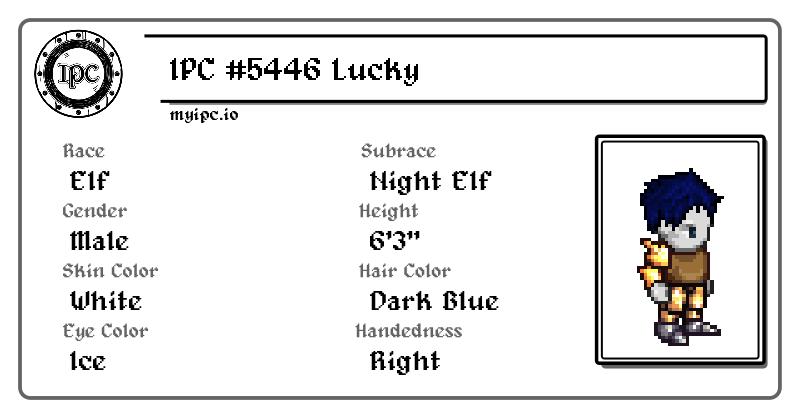 IPC
IPC #5446 Lucky
myipc.io
Race
Elf
Subrace
Night Elf
Gender
Male
Height
6'3"
Skin Color
White
Hair Color
Dark Blue
Eye Color
Ice
Handedness
Right